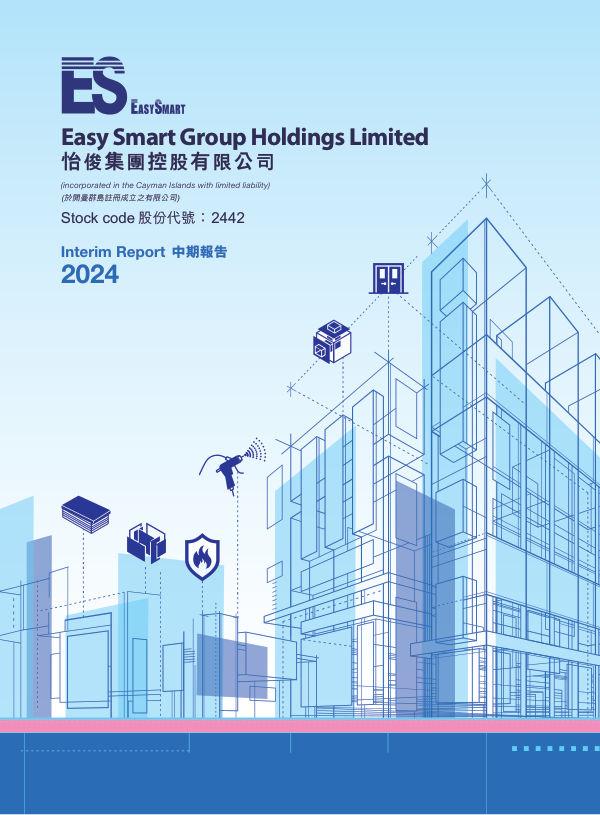 ES EASYSMART
Easy Smart Group Holdings Limited
怡俊集團控股有限公司
(incorporated in the Cayman Islands with limited liability)
(於開曼群島註冊成立之有限公司)
Stock code 股份代號：2442
Interim Report 中期報告
2024